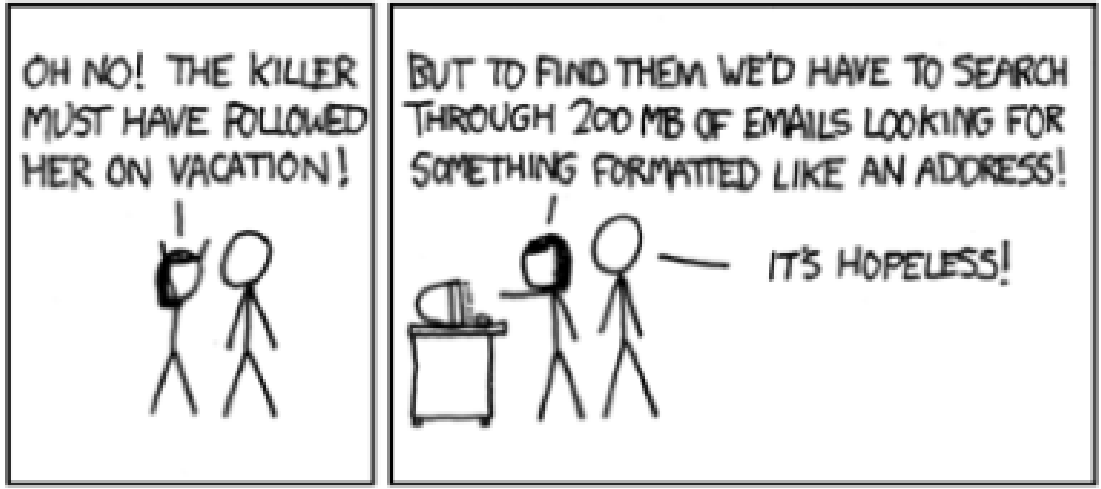 OH NO! THE KILLER
MUST HAVE FOLLOWED
HER ON VACATION!
BUT TO FIND THEM WE'D HAVE TO SEARCH
THROUGH 200 MB OF EMAILS LOOKING FOR
SOMETHING FORMATTED LIKE AN ADDRESS!
IT'S HOPELESS!